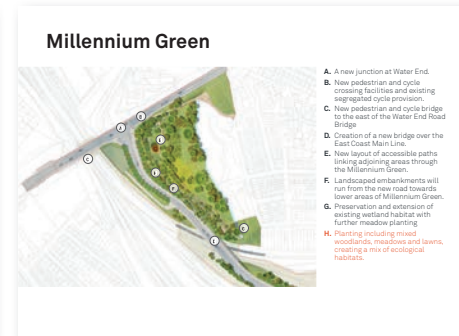 Millennium Green
A. A new junction at Water End.
B. New pedestrian and cycle
crossing facilities and existing
segregated cycle provision.
C. New pedestrian and cycle bridge
to the east of the Water End Road
Bridge
D. Creation of a new bridge over the
East Coast Main Line.
E. New layout of accessible paths
linking adjoining areas through
the Millennium Green.
F. Landscaped embankments will
run from the new road towards
lower areas of Millennium Green.
G. Preservation and extension of
existing wetland habitat with
further meadow planting
H. Planting including mixed
woodlands, meadows and lawns,
creating a mix of ecological
habitats.